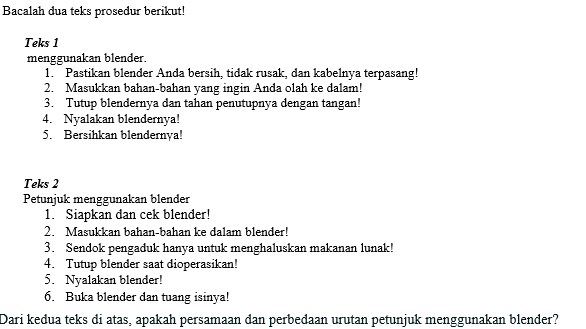 Bacalah dua teks prosedur berikut!
Teks 1
menggunakan blender.
1. Pastikan blender Anda bersih, tidak rusak, dan kabelnya terpasang!
2. Masukkan bahan-bahan yang ingin Anda olah ke dalam!
3. Tutup blendernya dan tahan penutupnya dengan tangan!
4. Nyalakan blendernya!
5. Bersihkan blendernya!
Teks 2
Petunjuk menggunakan blender
1. Siapkan dan cek blender!
2. Masukkan bahan-bahan ke dalam blender!
3. Sendok pengaduk hanya untuk menghaluskan makanan lunak!
4. Tutup blender saat dioperasikan!
5. Nyalakan blender!
6. Buka blender dan tuang isinya!
Dari kedua teks di atas, apakah persamaan dan perbedaan urutan petunjuk menggunakan blender?